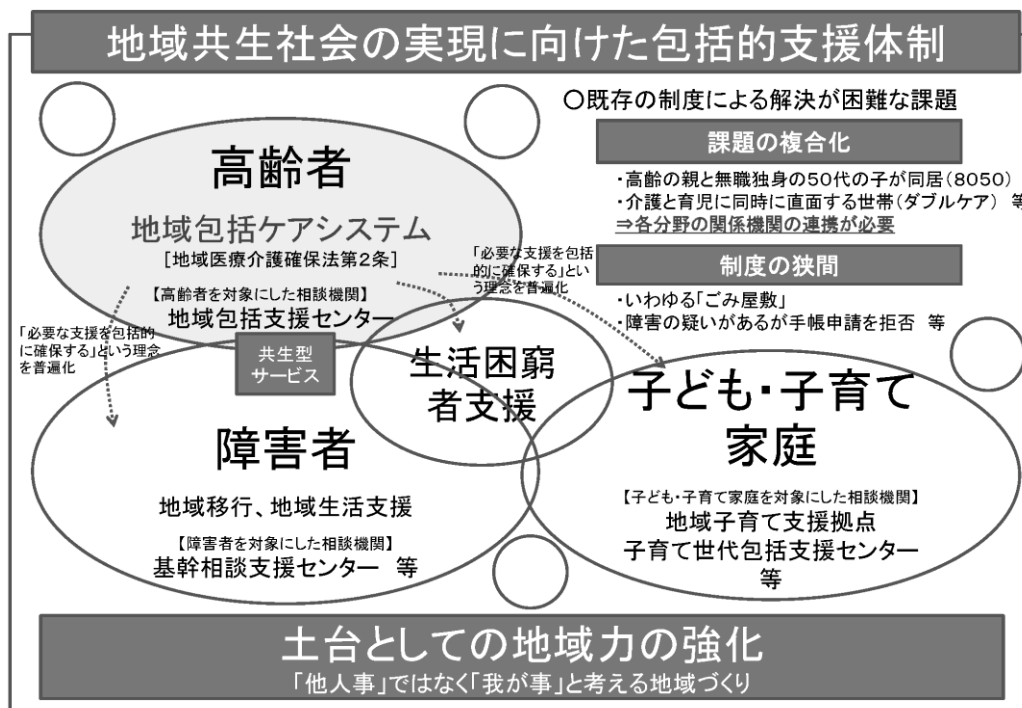 地域共生社会の実現に向けた包括的支援体制
○既存の制度による解決が困難な課題
課題の複合化
・高齢の親と無職独身の50代の子が同居(8050)
・介護と育児に同時に直面する世帯(ダブルケア) 等
⇒各分野の関係機関の連携が必要
制度の狭間
・いわゆる「ごみ屋敷」
・障害の疑いがあるが手帳申請を拒否 等
高齢者
地域包括ケアシステム
[地域医療介護確保法第2条]
【高齢者を対象にした相談機関】
地域包括支援センター
「必要な支援を包括
的に確保する」とい
う理念を普遍化
「必要な支援を包括的
に確保する」という理念
を普遍化
共生型
サービス
生活困窮
者支援
障害者
地域移行、地域生活支援
【障害者を対象にした相談機関】
基幹相談支援センター 等
子ども・子育て
家庭
【子ども・子育て家庭を対象にした相談機関】
地域子育て支援拠点
子育て世代包括支援センター
等
土台としての地域力の強化
「他人事」ではなく「我が事」と考える地域づくり